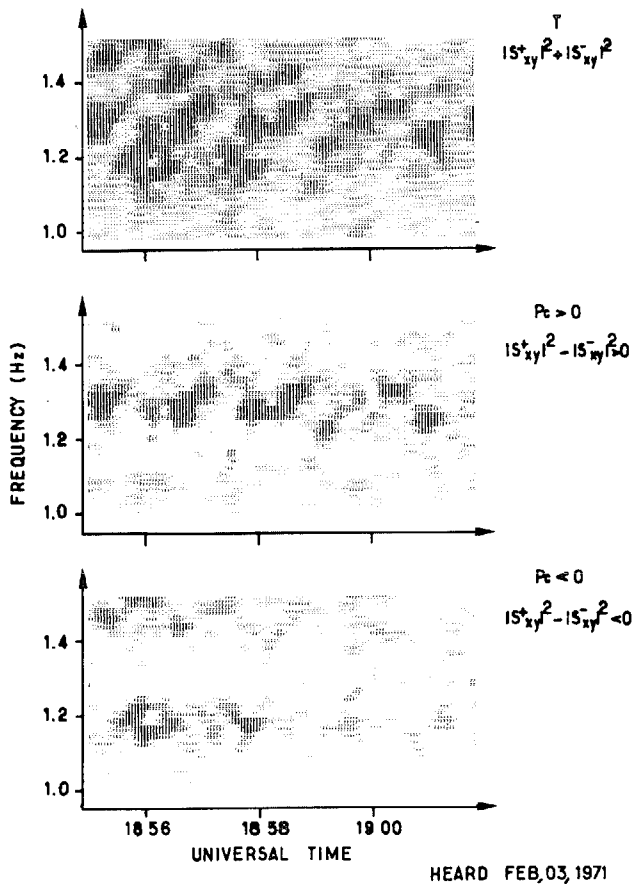 T
|S⁺xy|² + |S⁻xy|²
1.4
1.2
1.0
Pc > 0
|S⁺xy|² − |S⁻xy|² >0
1.4
1.2
1.0
FREQUENCY (Hz)
Pc < 0
|S⁺xy|² − |S⁻xy|² <0
1.4
1.2
1.0
18 56
18 58
19 00
UNIVERSAL TIME
HEARD FEB, 03, 1971